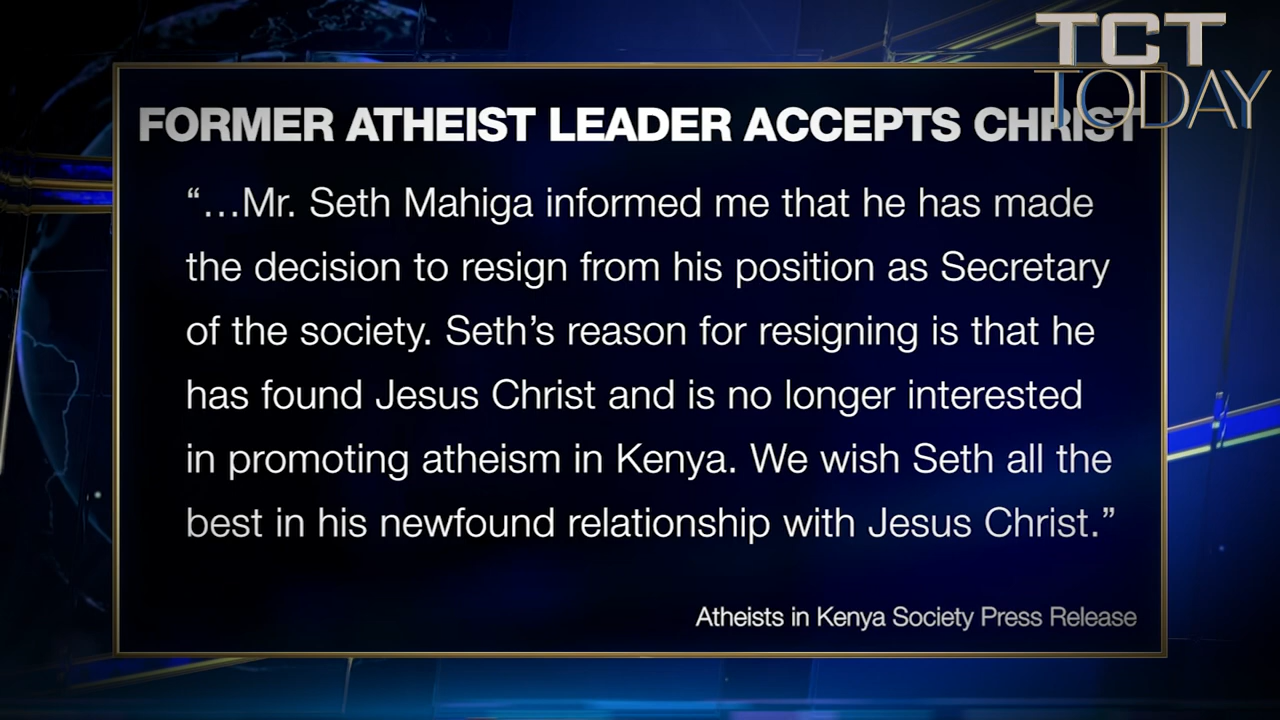 TCT
TODAY
FORMER ATHEIST LEADER ACCEPTS CHRIST
“…Mr. Seth Mahiga informed me that he has made
the decision to resign from his position as Secretary
of the society. Seth’s reason for resigning is that he
has found Jesus Christ and is no longer interested
in promoting atheism in Kenya. We wish Seth all the
best in his newfound relationship with Jesus Christ.”
Atheists in Kenya Society Press Release